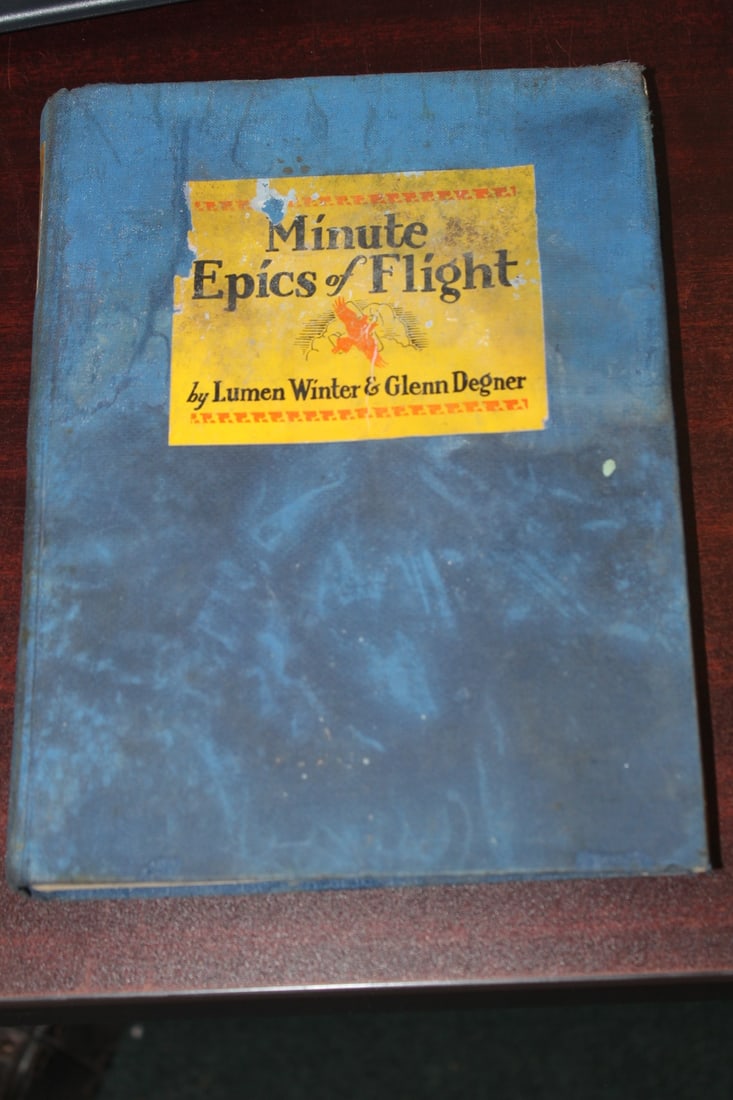 Minute
Epics of Flight
by Lumen Winter & Glenn Degner